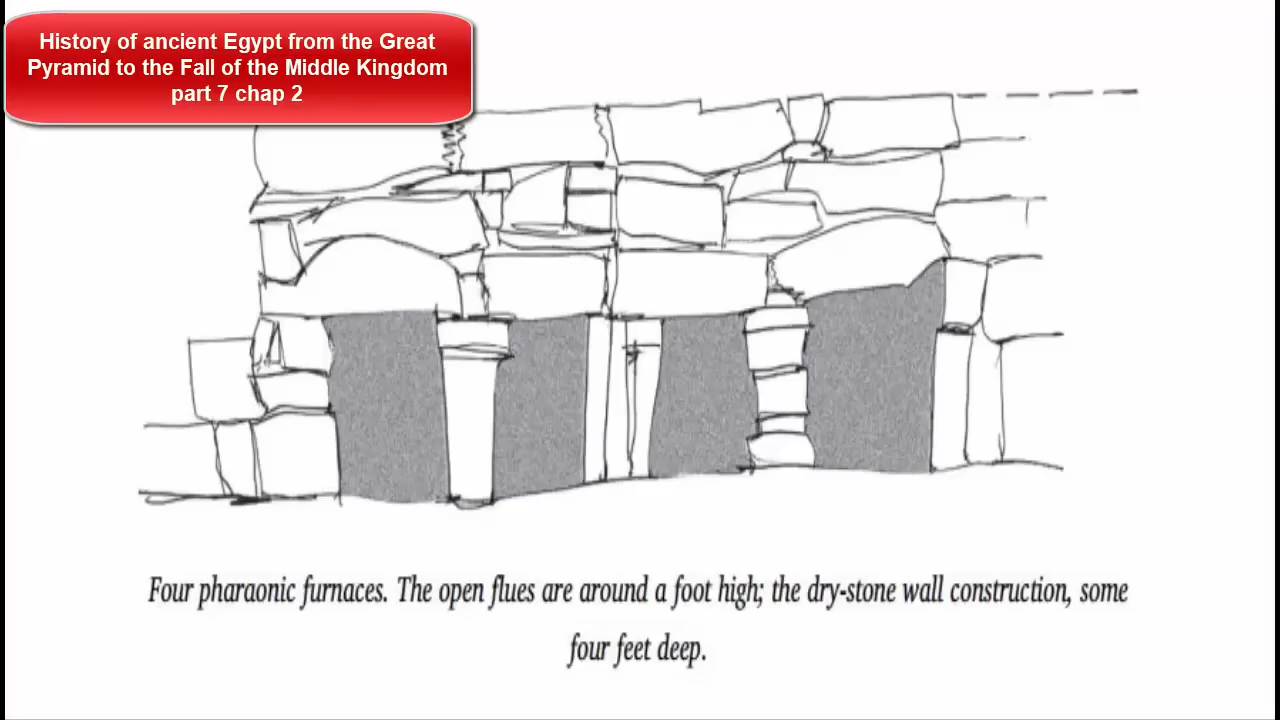 History of ancient Egypt from the Great
Pyramid to the Fall of the Middle Kingdom
part 7 chap 2
Four pharaonic furnaces. The open flues are around a foot high; the dry-stone wall construction, some
four feet deep.